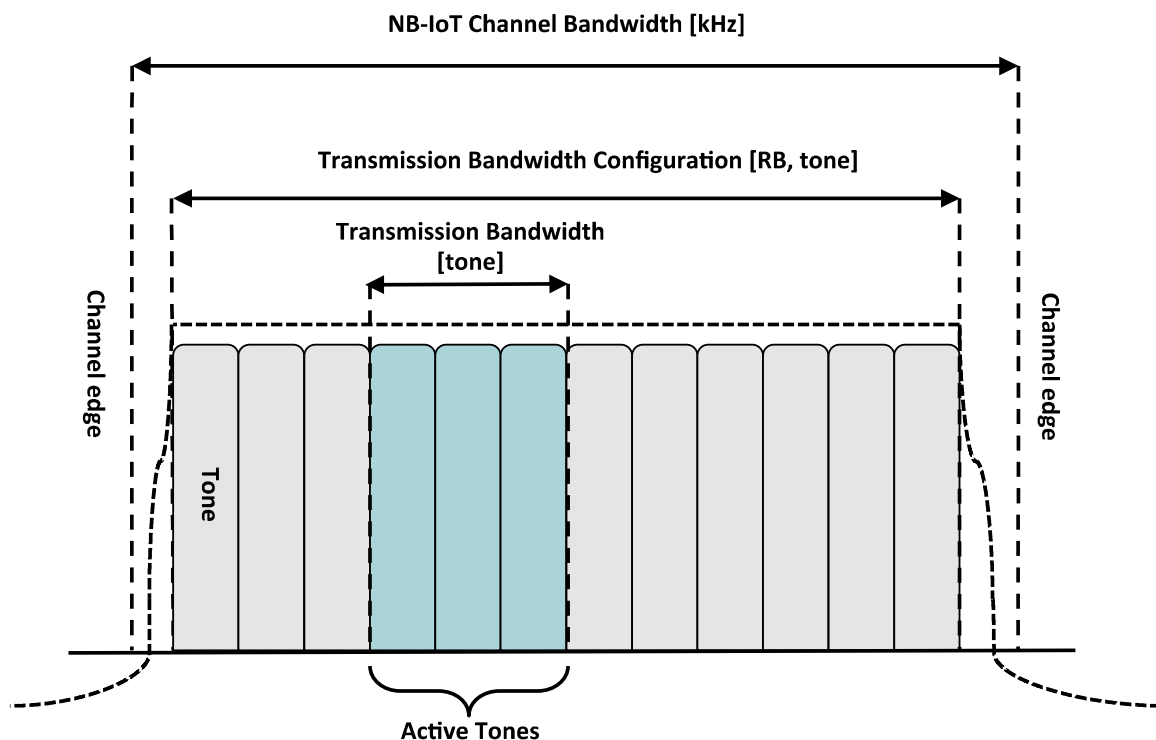 NB-IoT Channel Bandwidth [kHz]
Transmission Bandwidth Configuration [RB, tone]
Transmission Bandwidth
[tone]
Channel edge
Channel edge
Tone
Active Tones